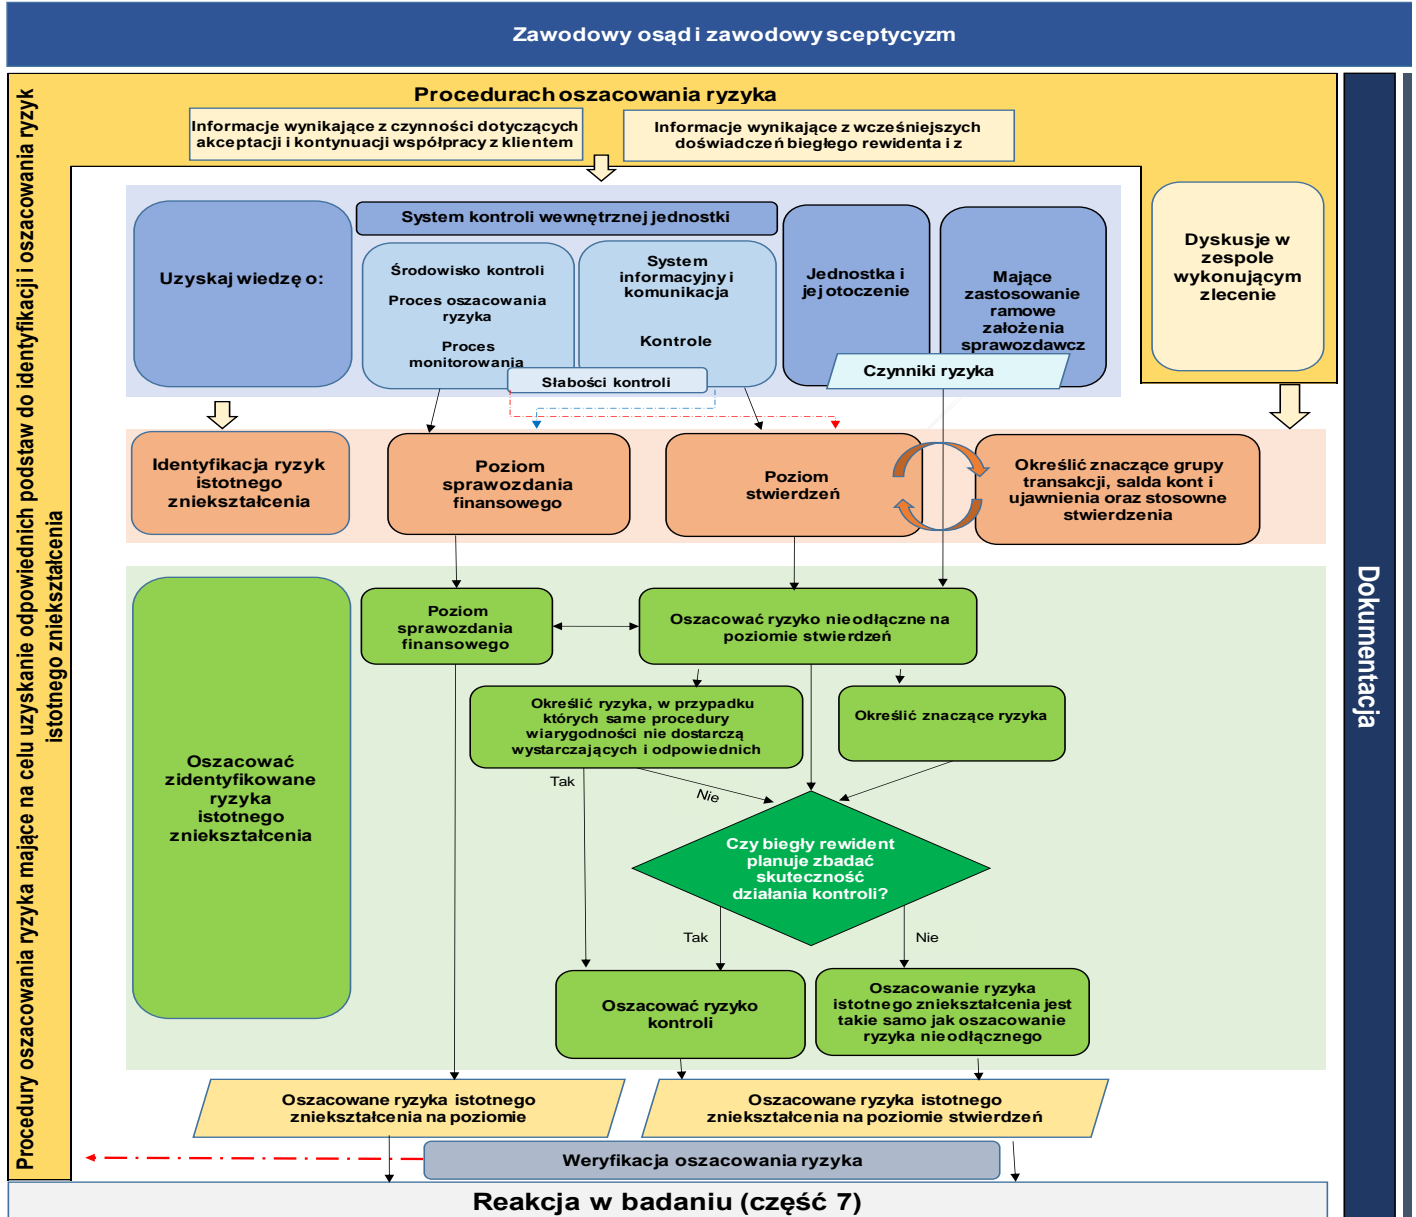 Zawodowy osąd i zawodowy sceptycyzm
Procedury oszacowania ryzyka mające na celu uzyskanie odpowiednich podstaw do identyfikacji i oszacowania ryzyk
istotnego zniekształcenia
Procedurach oszacowania ryzyka
Informacje wynikające z czynności dotyczących
akceptacji i kontynuacji współpracy z klientem
Informacje wynikające z wcześniejszych
doświadczeń biegłego rewidenta i z
Uzyskaj wiedzę o:
System kontroli wewnętrznej jednostki
Środowisko kontroli
Proces oszacowania
ryzyka
Proces
monitorowania
System
informacyjny i
komunikacja
Kontrole
Słabości kontroli
Jednostka i
jej otoczenie
Mające
zastosowanie
ramowe
założenia
sprawozdawcz
Czynniki ryzyka
Dyskusje w
zespole
wykonującym
zlecenie
Dokumentacja
Identyfikacja ryzyk
istotnego
zniekształcenia
Poziom
sprawozdania
finansowego
Poziom
stwierdzeń
Określić znaczące grupy
transakcji, salda kont i
ujawnienia oraz stosowne
stwierdzenia
Oszacować
zidentyfikowane
ryzyka
istotnego
zniekształcenia
Poziom
sprawozdania
finansowego
Oszacować ryzyko nieodłączne na
poziomie stwierdzeń
Określić ryzyka, w przypadku
których same procedury
wiarygodności nie dostarczą
wystarczających i odpowiednich
Określić znaczące ryzyka
Tak
Nie
Czy biegły rewident
planuje zbadać
skuteczność
działania kontroli?
Tak
Nie
Oszacować ryzyko
kontroli
Oszacowanie ryzyka
istotnego zniekształcenia jest
takie samo jak oszacowanie
ryzyka nieodłącznego
Oszacowane ryzyka istotnego
zniekształcenia na poziomie
Oszacowane ryzyka istotnego
zniekształcenia na poziomie stwierdzeń
Weryfikacja oszacowania ryzyka
Reakcja w badaniu (część 7)